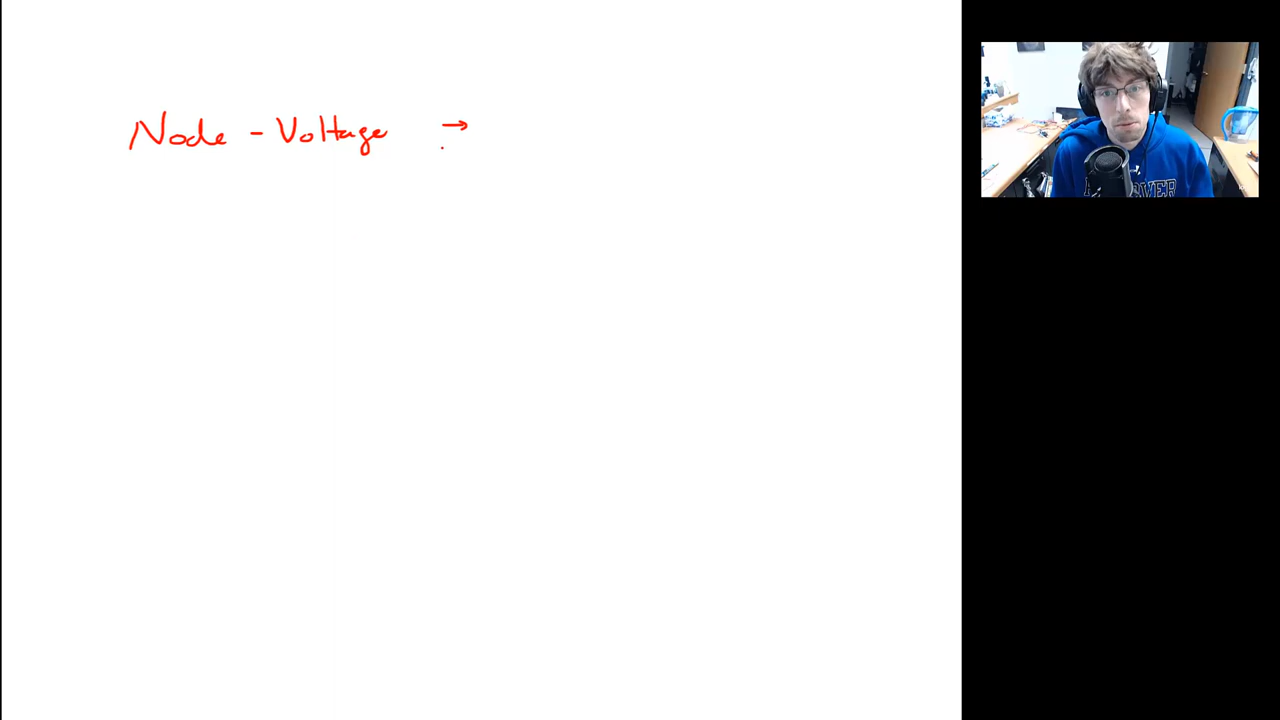 Node - Voltage →